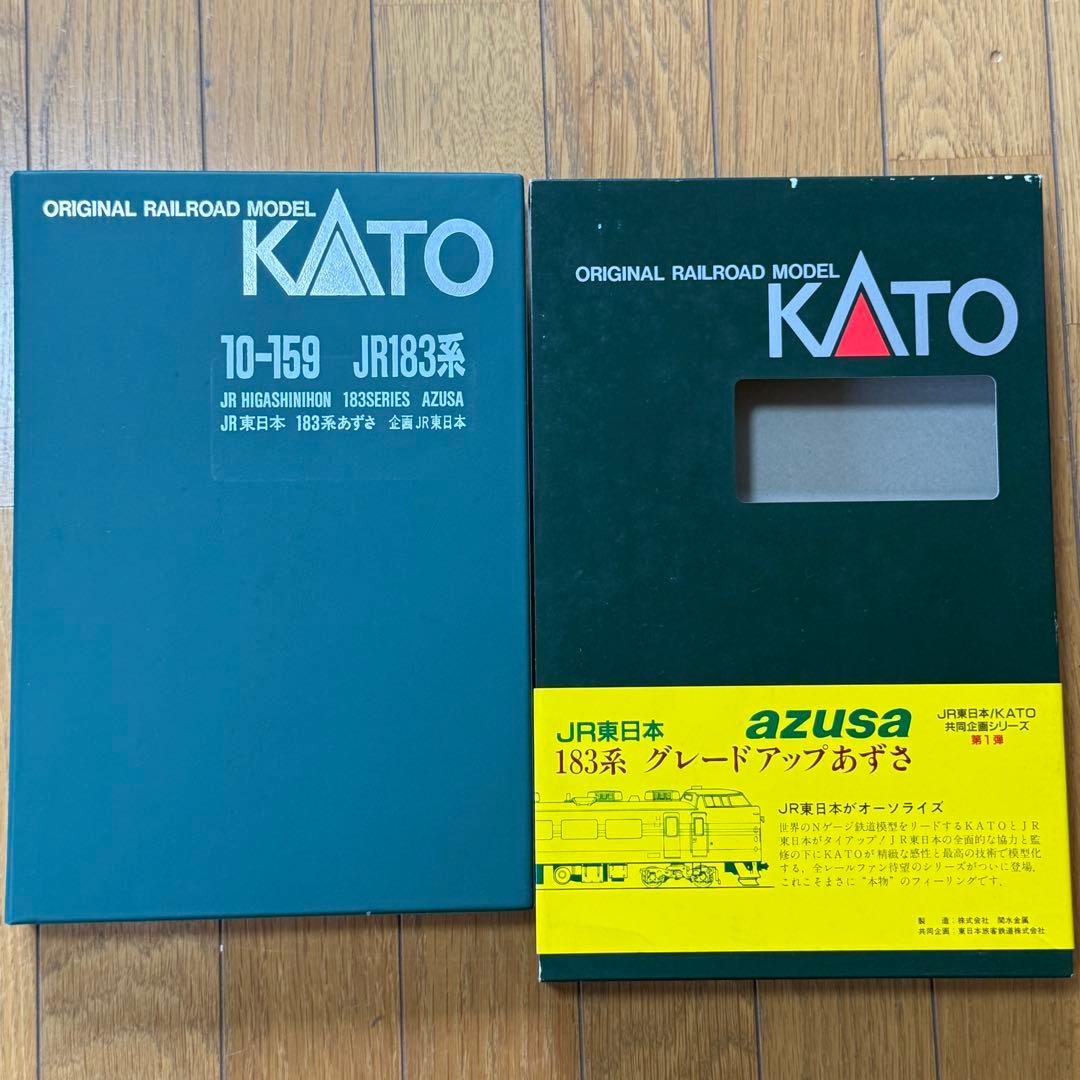 ORIGINAL RAILROAD MODEL
KATO
10-159 JR183系
JR HIGASHINIHON 183SERIES AZUSA
JR東日本 183系あずさ 企画JR東日本
ORIGINAL RAILROAD MODEL
KATO
JR東日本
azusa
183系 グレードアップあずさ
JR東日本/KATO
共同企画シリーズ
第1弾
JR東日本がオーソライズ
世界のNゲージ鉄道模型をリードするKATOとJR
東日本がタイアップ!JR東日本の全面的な協力と監
修の下にKATOが精緻な感性と最高の技術で模型化
する,全レールファン待望のシリーズがついに登場。
これこそまさに“本物”のフィーリングです。
製 造:株式会社 関水金属
共同企画:東日本旅客鉄道株式会社